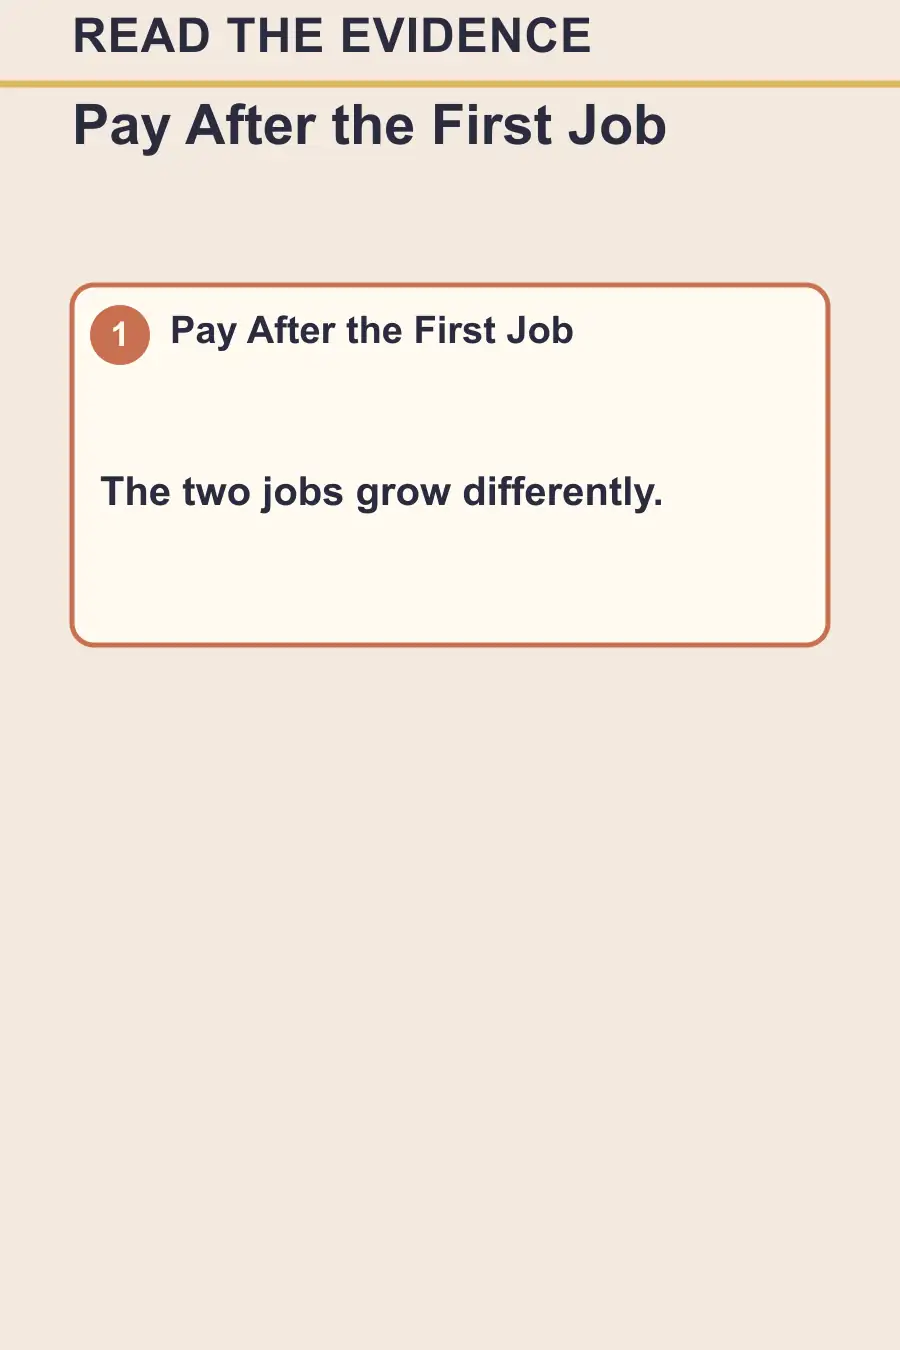 READ THE EVIDENCE
Pay After the First Job
1 Pay After the First Job
The two jobs grow differently.